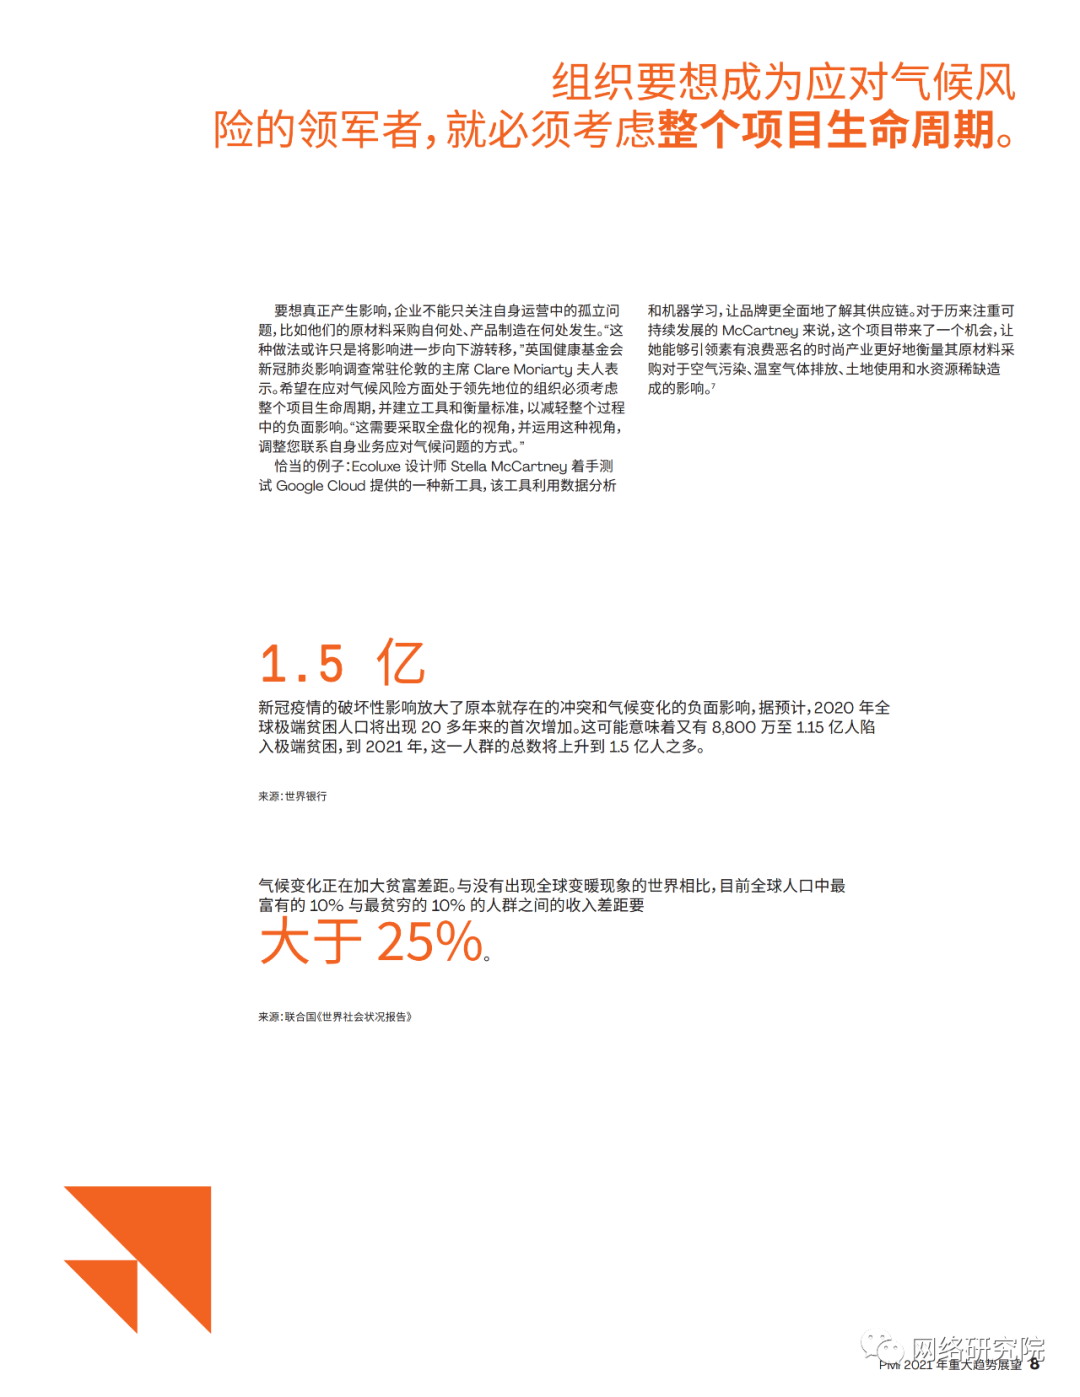 组织要想成为应对气候风
险的领军者，就必须考虑整个项目生命周期。
要想真正产生影响，企业不能只关注自身运营中的孤立问
题，比如他们的原材料采购自何处、产品制造在何处发生。“这
种做法或许只是将影响进一步向下游转移，”英国健康基金会
新冠肺炎影响调查常驻伦敦的主席 Clare Moriarty 夫人表
示。希望在应对气候风险方面处于领先地位的组织必须考虑
整个项目生命周期，并建立工具和衡量标准，以减轻整个过程
中的负面影响。“这需要采取全盘化的视角，并运用这种视角，
调整您联系自身业务应对气候问题的方式。”
恰当的例子：Ecoluxe 设计师 Stella McCartney 着手测
试 Google Cloud 提供的一种新工具，该工具利用数据分析
和机器学习，让品牌更全面地了解其供应链。对于历来注重可
持续发展的 McCartney 来说，这个项目带来了一个机会，让
她能够引领素有浪费恶名的时尚产业更好地衡量其原材料采
购对于空气污染、温室气体排放、土地使用和水资源稀缺造
成的影响。7
1.5 亿
新冠疫情的破坏性影响放大了原本就存在的冲突和气候变化的负面影响，据预计，2020 年全
球极端贫困人口将出现 20 多年来的首次增加。这可能意味着又有 8,800 万至 1.15 亿人陷
入极端贫困，到 2021 年，这一人群的总数将上升到 1.5 亿人之多。
来源：世界银行
气候变化正在加大贫富差距。与没有出现全球变暖现象的世界相比，目前全球人口中最
富有的 10% 与最贫穷的 10% 的人群之间的收入差距要
大于 25%。
来源：联合国《世界社会状况报告》
网络研究院
PMI 2021 年重大趋势展望 8